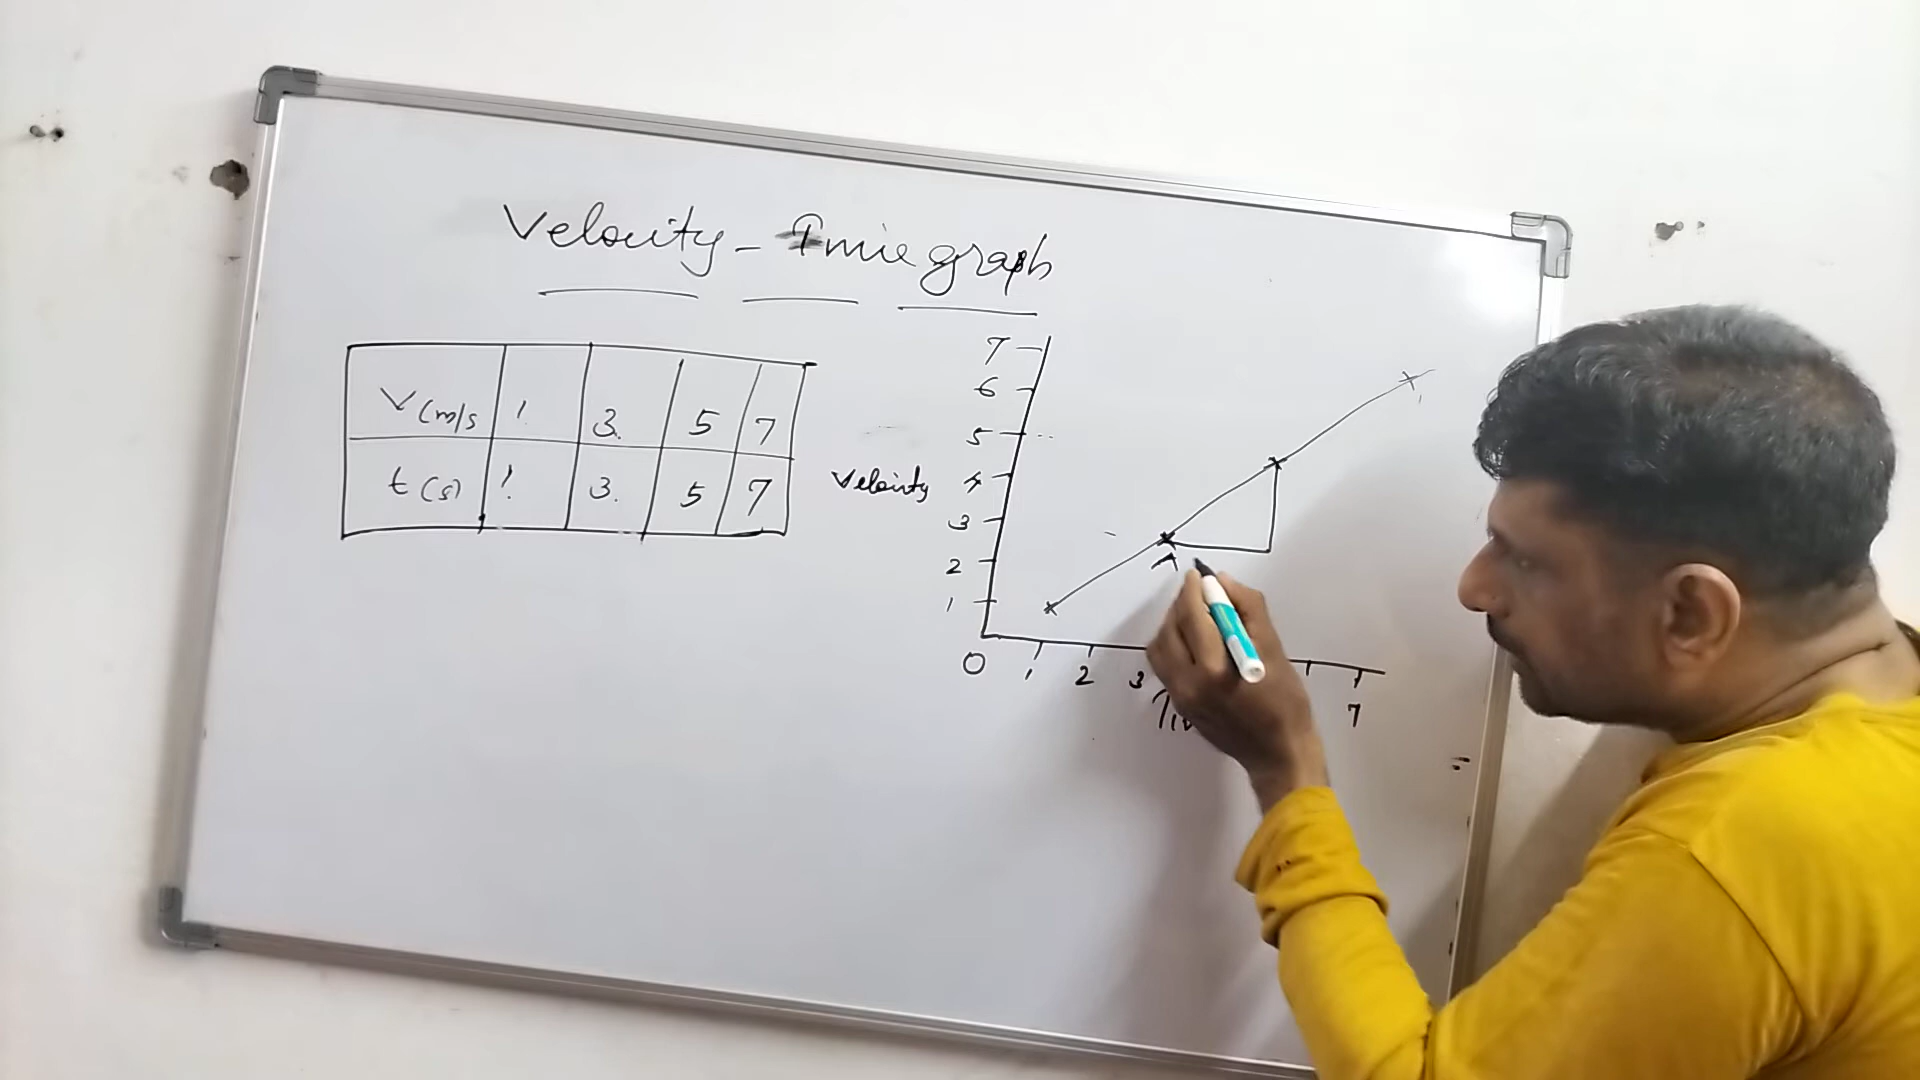 Velocity - Time graph
V(m/s 1 3. 5 7
t(s) 1. 3. 5 7
7
6
5
Velocity 4
3
2
1
A
0 1 2 3 7